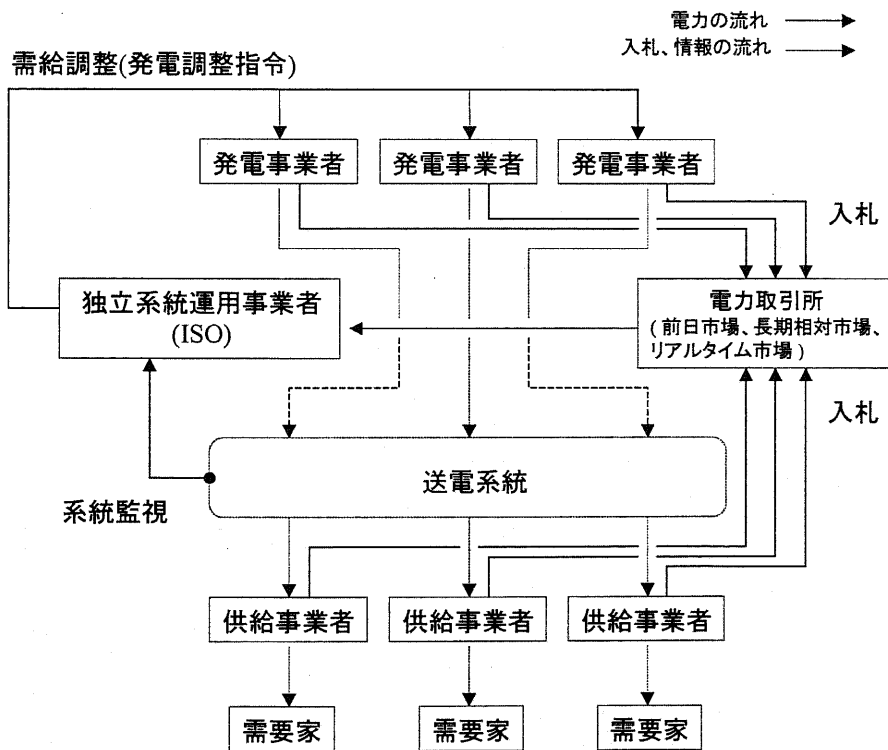 電力の流れ
入札、情報の流れ
需給調整(発電調整指令)
発電事業者
発電事業者
発電事業者
入札
独立系統運用事業者
(ISO)
電力取引所
(前日市場、長期相対市場、
リアルタイム市場)
入札
送電系統
系統監視
供給事業者
供給事業者
供給事業者
需要家
需要家
需要家